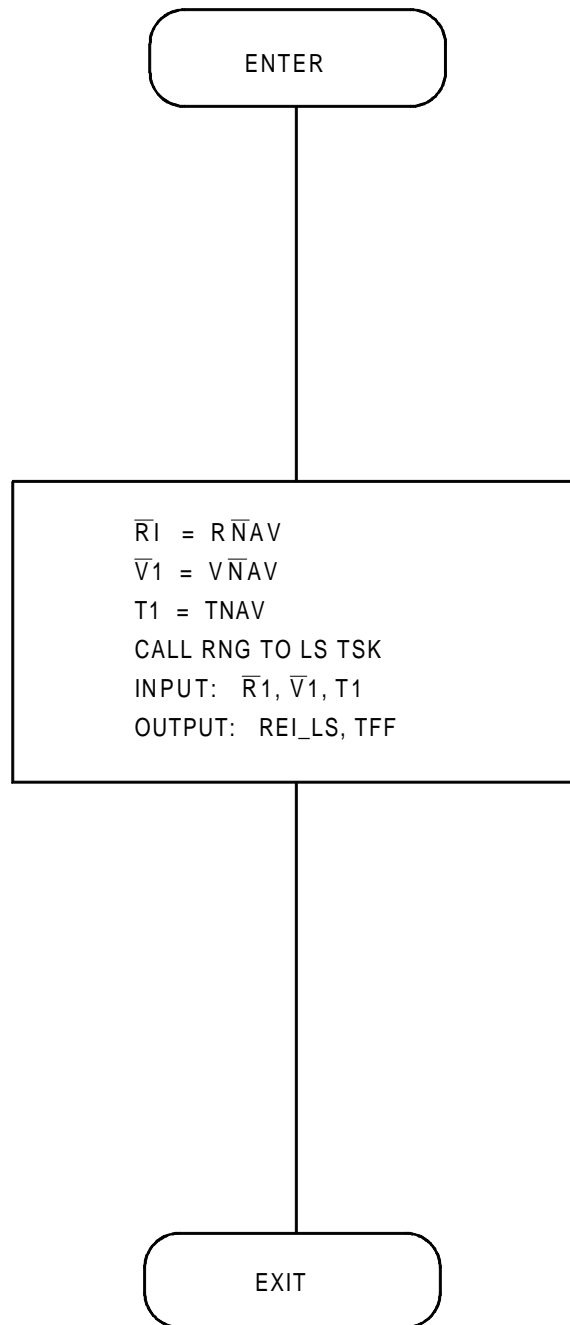 ENTER
R̅I = RN̅AV
V̅1 = VN̅AV
T1 = TNAV
CALL RNG TO LS TSK
INPUT: R̅1, V̅1, T1
OUTPUT: REI_LS, TFF
EXIT